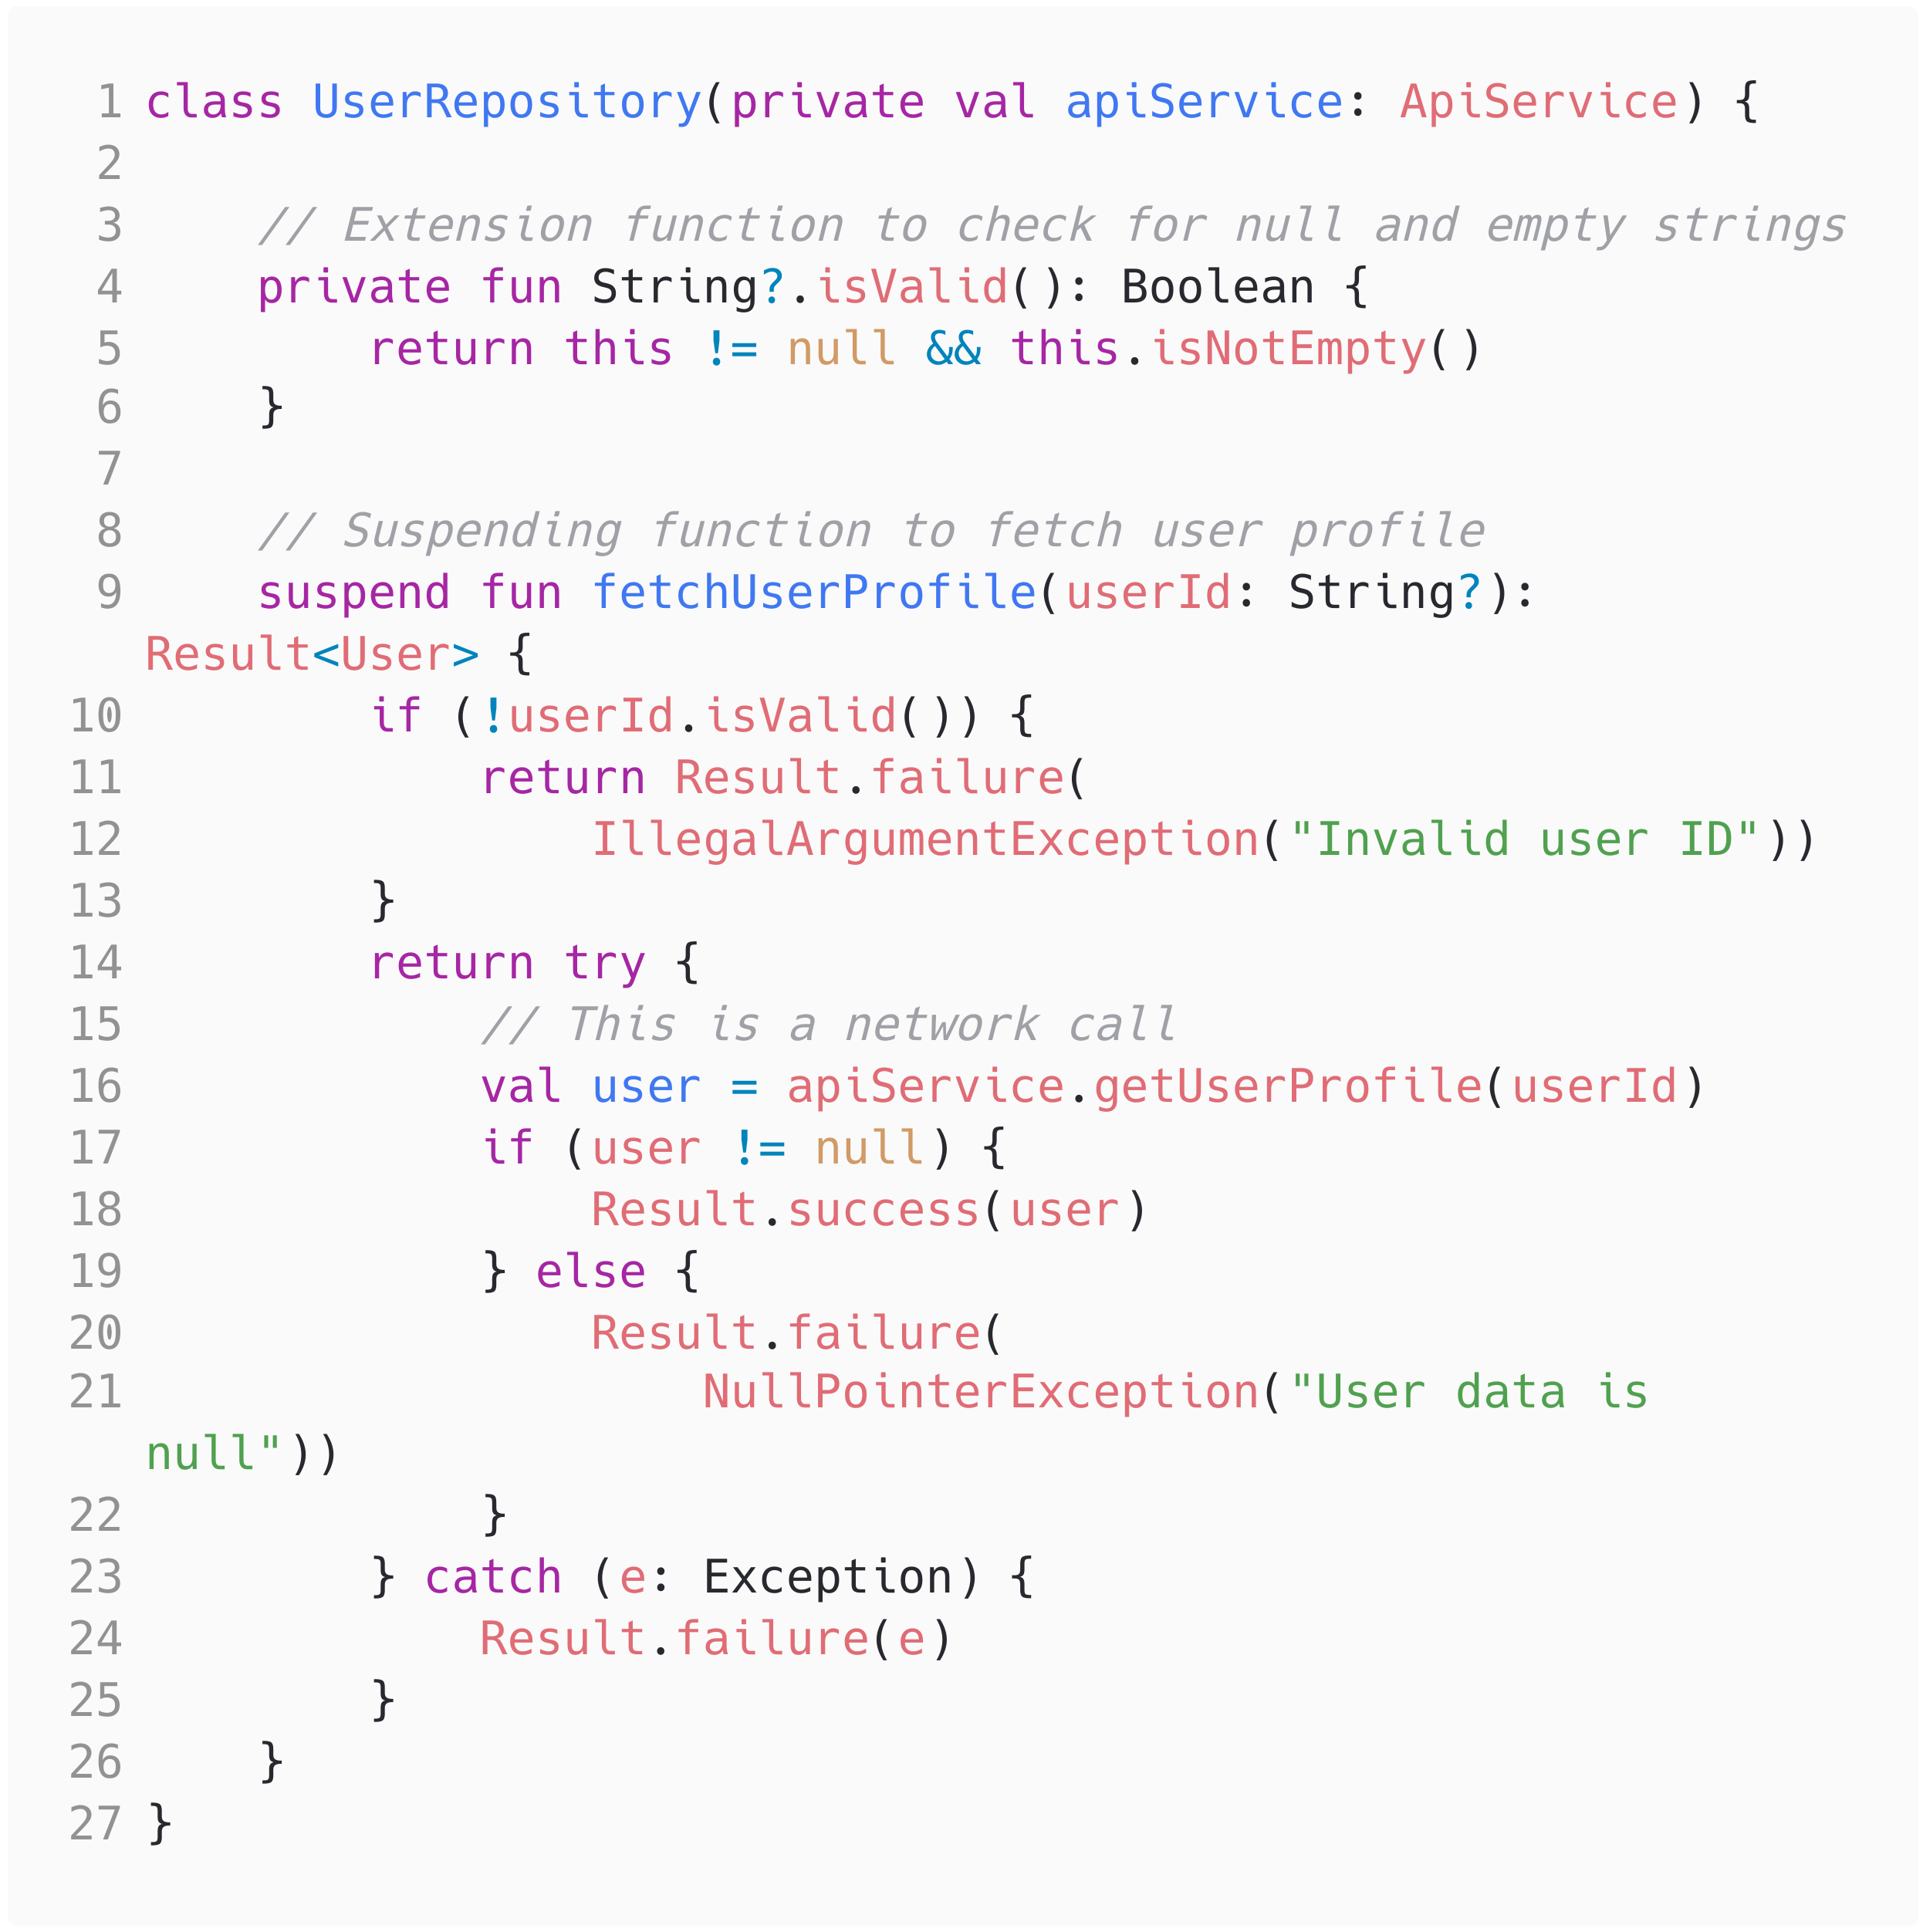 1 class UserRepository(private val apiService: ApiService) {
2
3     // Extension function to check for null and empty strings
4     private fun String?.isValid(): Boolean {
5         return this != null && this.isNotEmpty()
6     }
7
8     // Suspending function to fetch user profile
9     suspend fun fetchUserProfile(userId: String?):
Result<User> {
10         if (!userId.isValid()) {
11             return Result.failure(
12                 IllegalArgumentException("Invalid user ID"))
13         }
14         return try {
15             // This is a network call
16             val user = apiService.getUserProfile(userId)
17             if (user != null) {
18                 Result.success(user)
19             } else {
20                 Result.failure(
21                     NullPointerException("User data is
null"))
22             }
23         } catch (e: Exception) {
24             Result.failure(e)
25         }
26     }
27 }